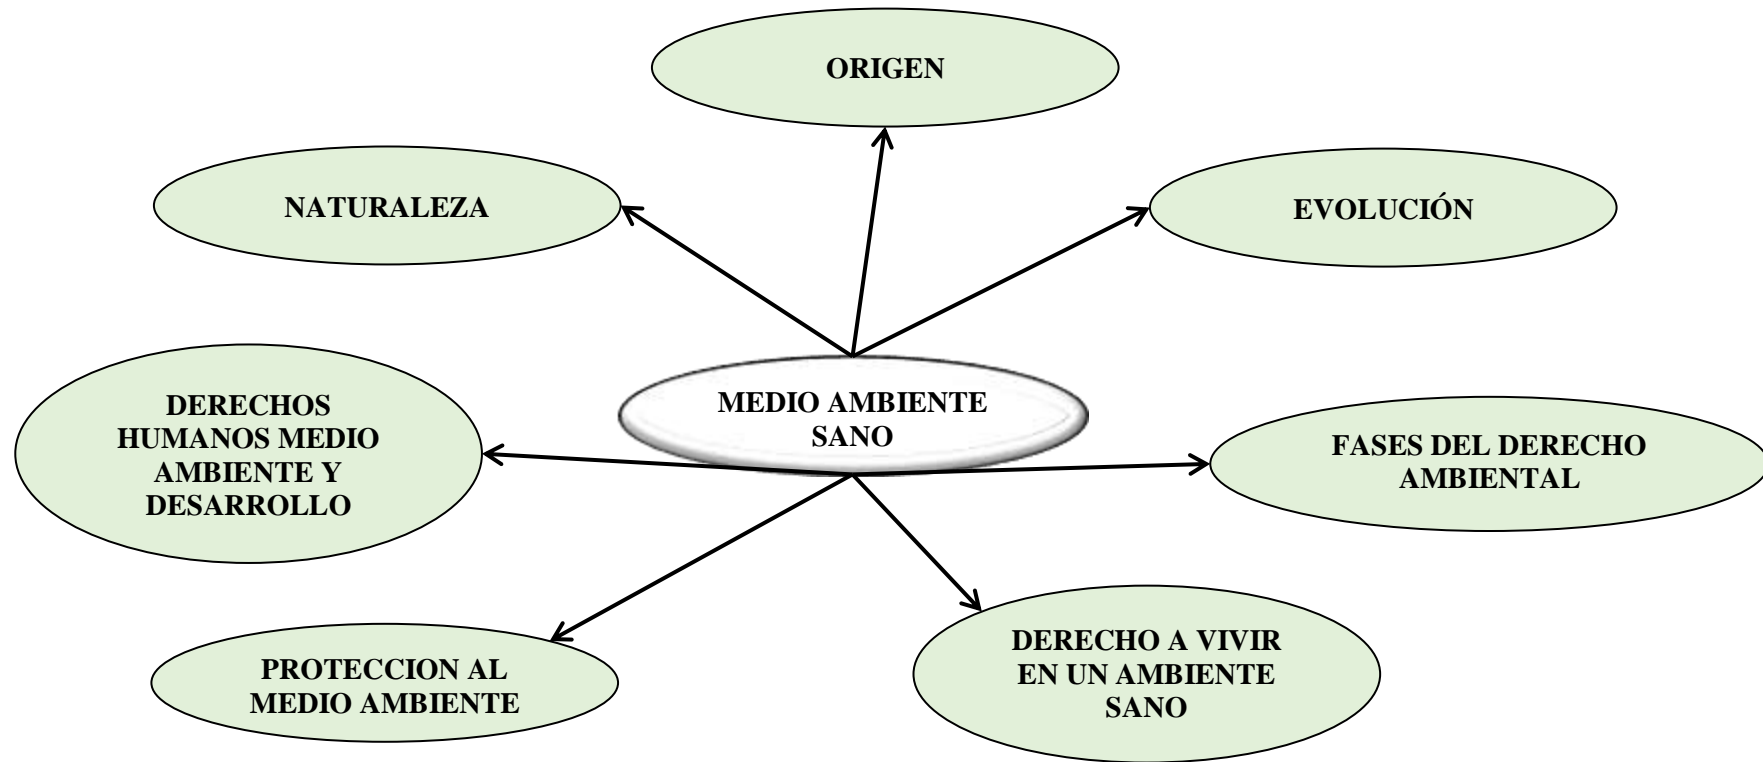 ORIGEN
NATURALEZA
EVOLUCIÓN
MEDIO AMBIENTE
SANO
DERECHOS
HUMANOS MEDIO
AMBIENTE Y
DESARROLLO
FASES DEL DERECHO
AMBIENTAL
PROTECCION AL
MEDIO AMBIENTE
DERECHO A VIVIR
EN UN AMBIENTE
SANO